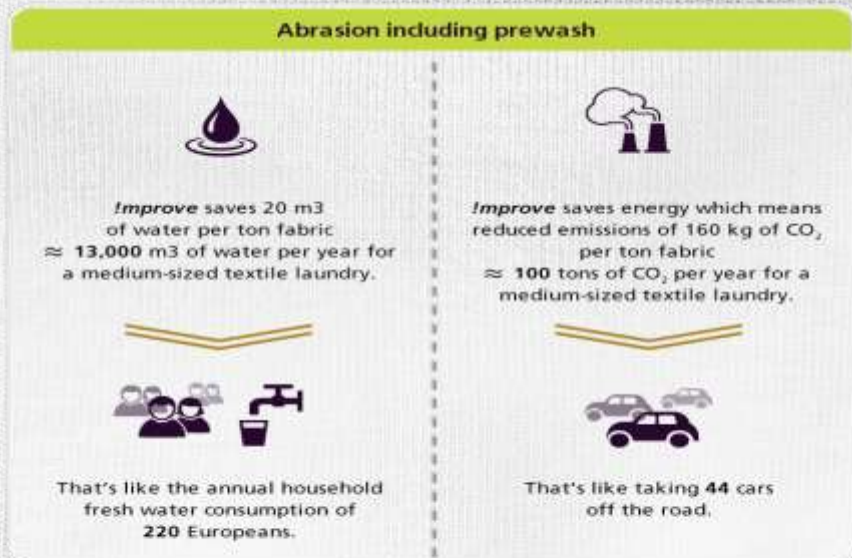 Abrasion including prewash
!mprove saves 20 m3
of water per ton fabric
≈ 13,000 m3 of water per year for
a medium-sized textile laundry.
That's like the annual household
fresh water consumption of
220 Europeans.
!mprove saves energy which means
reduced emissions of 160 kg of CO₂
per ton fabric
≈ 100 tons of CO₂ per year for a
medium-sized textile laundry.
That's like taking 44 cars
off the road.